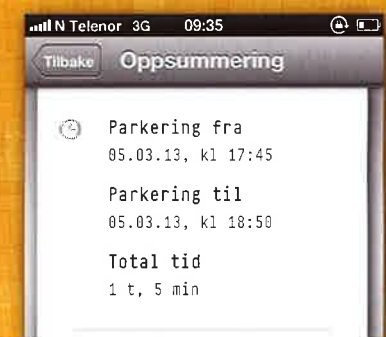 N Telenor 3G 09:35
Tilbake Oppsummering
Parkering fra
05.03.13, kl 17:45
Parkering til
05.03.13, kl 18:50
Total tid
1 t, 5 min